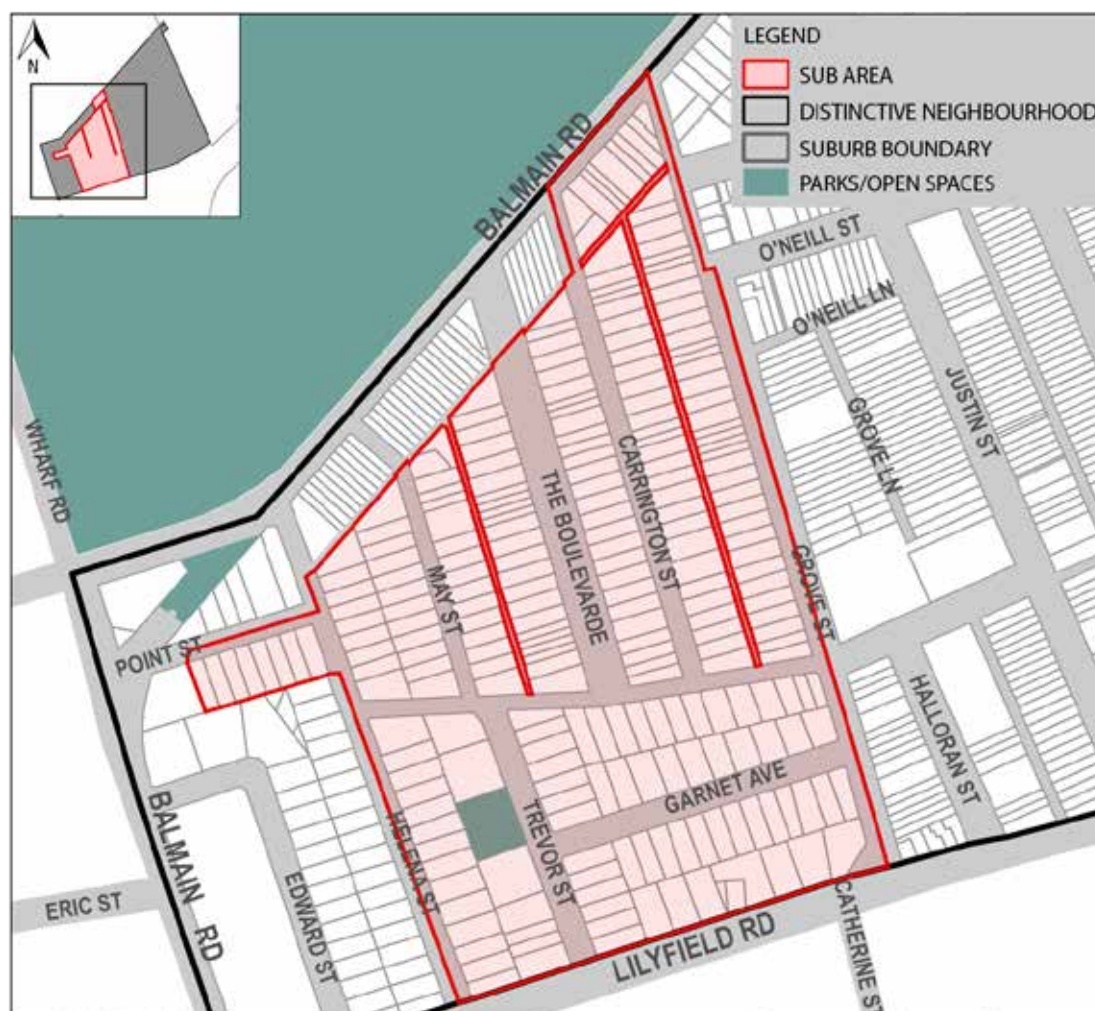 N
LEGEND
SUB AREA
DISTINCTIVE NEIGHBOURHOOD
SUBURB BOUNDARY
PARKS/OPEN SPACES
BALMAIN RD
O'NEILL ST
O'NEILL LN
JUSTIN ST
GROVE LN
WHARF RD
CARRINGTON ST
THE BOULEVARDE
MAY ST
GROVE ST
POINT ST
HALLORAN ST
GARNET AVE
TREVOR ST
HELENA ST
BALMAIN RD
EDWARD ST
ERIC ST
LILYFIELD RD
CATHERINE ST